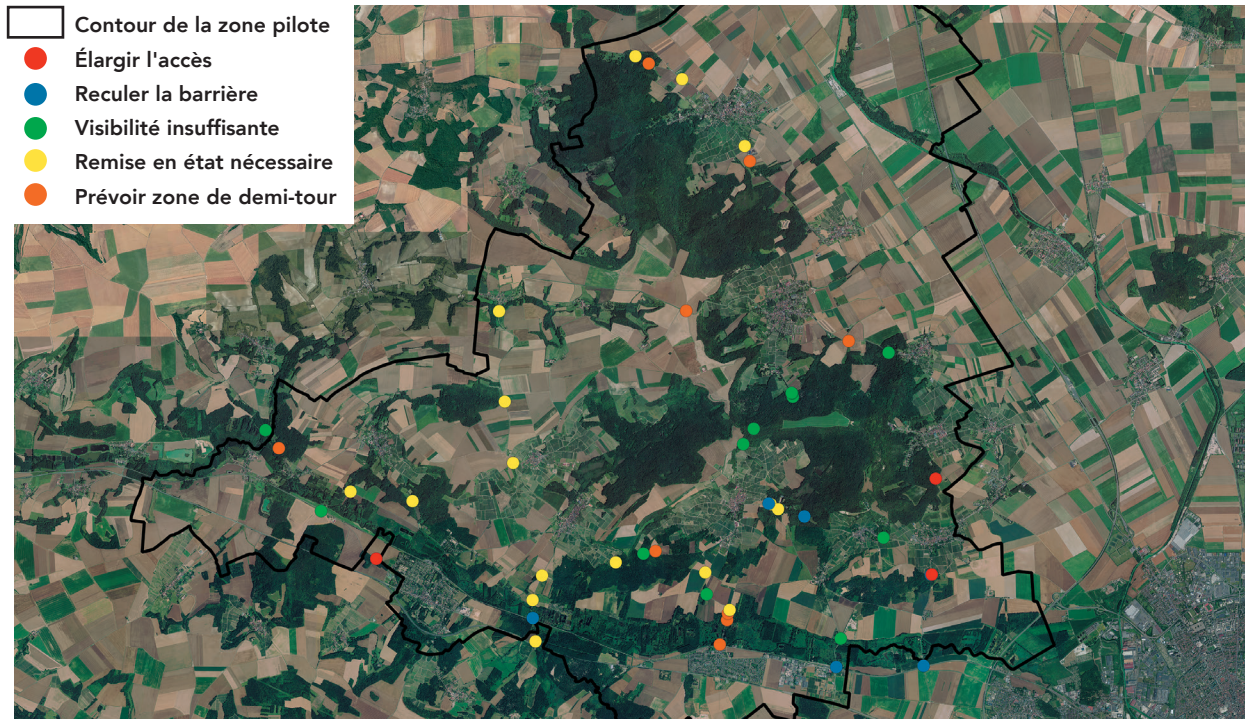 Contour de la zone pilote
Élargir l'accès
Reculer la barrière
Visibilité insuffisante
Remise en état nécessaire
Prévoir zone de demi-tour